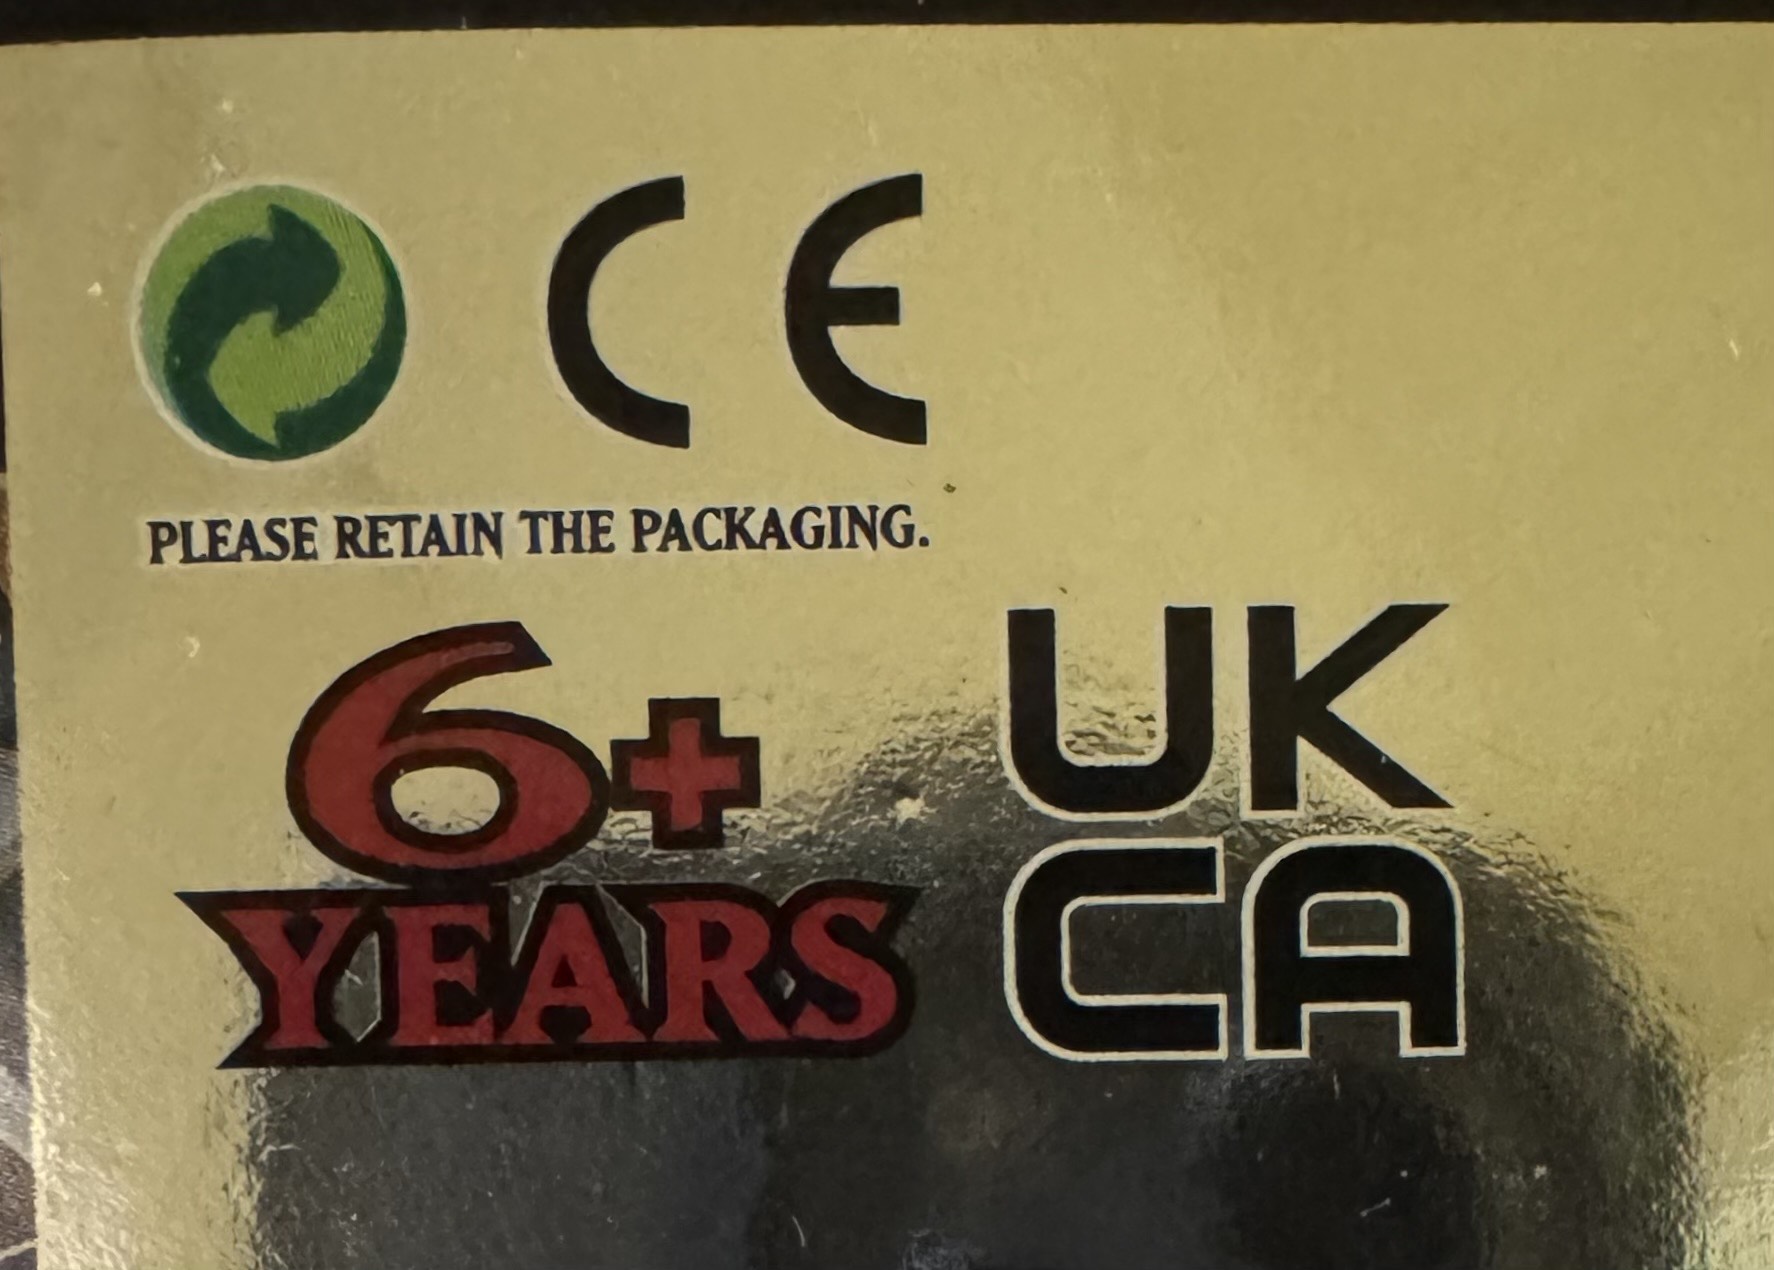 CE
PLEASE RETAIN THE PACKAGING.
6+
YEARS
UK
CA